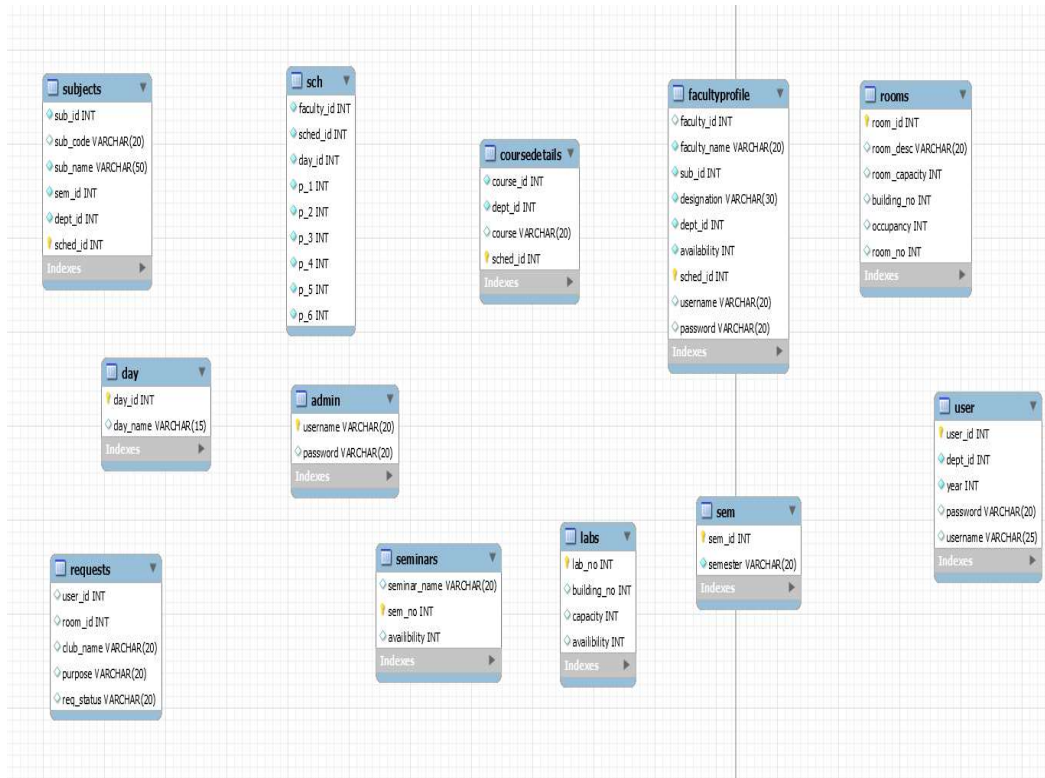 subjects
sub_id INT
sub_code VARCHAR(20)
sub_name VARCHAR(50)
sem_id INT
dept_id INT
sched_id INT
Indexes
sch
faculty_id INT
sched_id INT
day_id INT
p_1 INT
p_2 INT
p_3 INT
p_4 INT
p_5 INT
p_6 INT
coursedetails
course_id INT
dept_id INT
course VARCHAR(20)
sched_id INT
Indexes
facultyprofile
faculty_id INT
faculty_name VARCHAR(20)
sub_id INT
designation VARCHAR(30)
dept_id INT
availability INT
sched_id INT
username VARCHAR(20)
password VARCHAR(20)
Indexes
rooms
room_id INT
room_desc VARCHAR(20)
room_capacity INT
building_no INT
occupancy INT
room_no INT
Indexes
day
day_id INT
day_name VARCHAR(15)
Indexes
admin
username VARCHAR(20)
password VARCHAR(20)
Indexes
user
user_id INT
dept_id INT
year INT
password VARCHAR(20)
username VARCHAR(25)
Indexes
requests
user_id INT
room_id INT
club_name VARCHAR(20)
purpose VARCHAR(20)
req_status VARCHAR(20)
seminars
seminar_name VARCHAR(20)
sem_no INT
availibility INT
Indexes
labs
lab_no INT
building_no INT
capacity INT
availibility INT
Indexes
sem
sem_id INT
semester VARCHAR(20)
Indexes